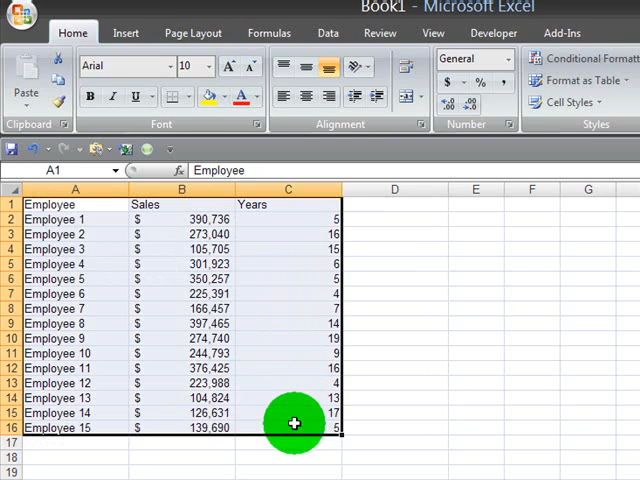 Book1 - Microsoft Excel
Home Insert Page Layout Formulas Data Review View Developer Add-Ins
Paste Arial 10 A A General Conditional Formatt
B I U A $ % , Format as Table
.0 .00 .00 .0 Cell Styles
Clipboard Font Alignment Number Styles
A1 fx Employee
A B C D E F G
1 Employee Sales Years
2 Employee 1 $ 390,736 5
3 Employee 2 $ 273,040 16
4 Employee 3 $ 105,705 15
5 Employee 4 $ 301,923 6
6 Employee 5 $ 350,257 5
7 Employee 6 $ 225,391 4
8 Employee 7 $ 166,457 7
9 Employee 8 $ 397,465 14
10 Employee 9 $ 274,740 19
11 Employee 10 $ 244,793 9
12 Employee 11 $ 376,425 16
13 Employee 12 $ 223,988 4
14 Employee 13 $ 104,824 13
15 Employee 14 $ 126,631 17
16 Employee 15 $ 139,690 5
17
18
19